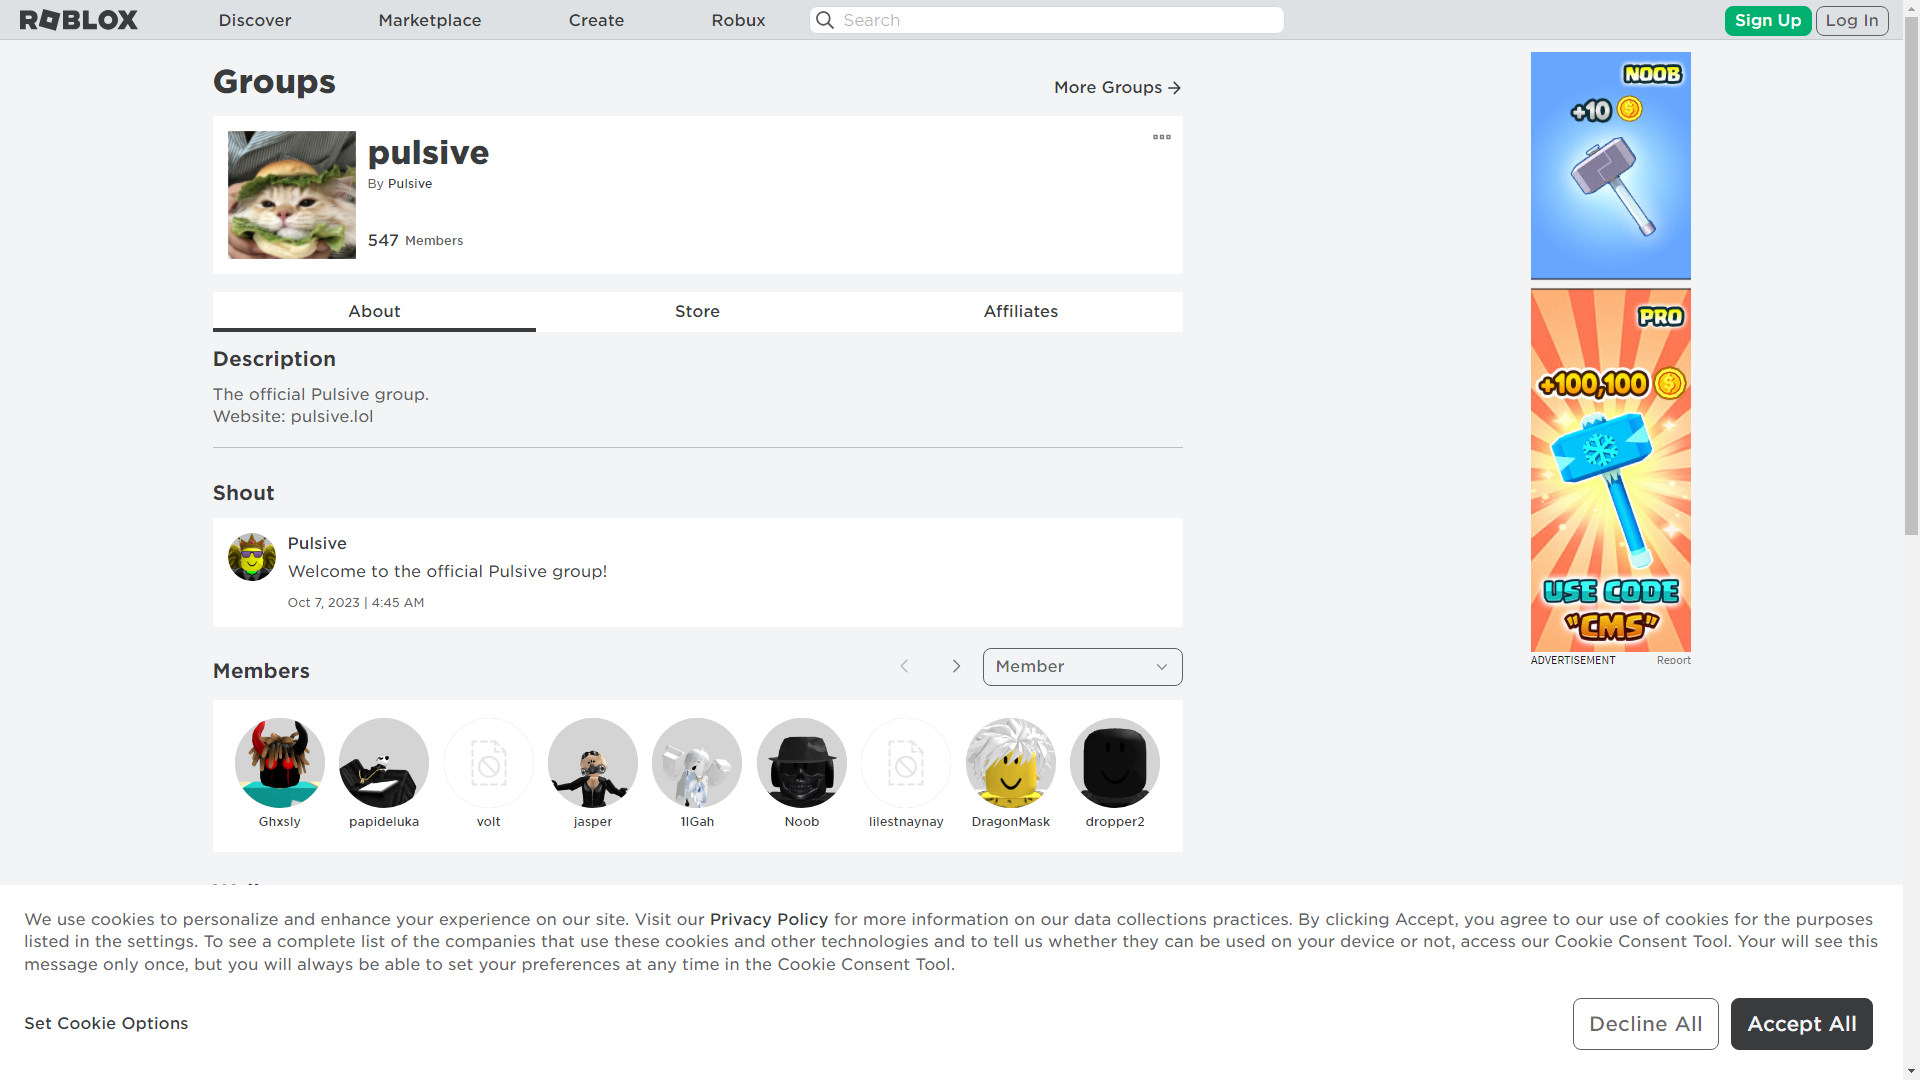 ROBLOX
Discover
Marketplace
Create
Robux
Search
Sign Up
Log In
Groups
More Groups
pulsive
By Pulsive
547 Members
About
Store
Affiliates
Description
The official Pulsive group.
Website: pulsive.lol
Shout
Pulsive
Welcome to the official Pulsive group!
Oct 7, 2023 | 4:45 AM
Members
Member
Ghxsly
papideluka
volt
jasper
1lGah
Noob
lilestnaynay
DragonMask
dropper2
NOOB
+10
PRO
+100,100
USE CODE
"CMS"
ADVERTISEMENT
Report
We use cookies to personalize and enhance your experience on our site. Visit our Privacy Policy for more information on our data collections practices. By clicking Accept, you agree to our use of cookies for the purposes
listed in the settings. To see a complete list of the companies that use these cookies and other technologies and to tell us whether they can be used on your device or not, access our Cookie Consent Tool. Your will see this
message only once, but you will always be able to set your preferences at any time in the Cookie Consent Tool.
Set Cookie Options
Decline All
Accept All